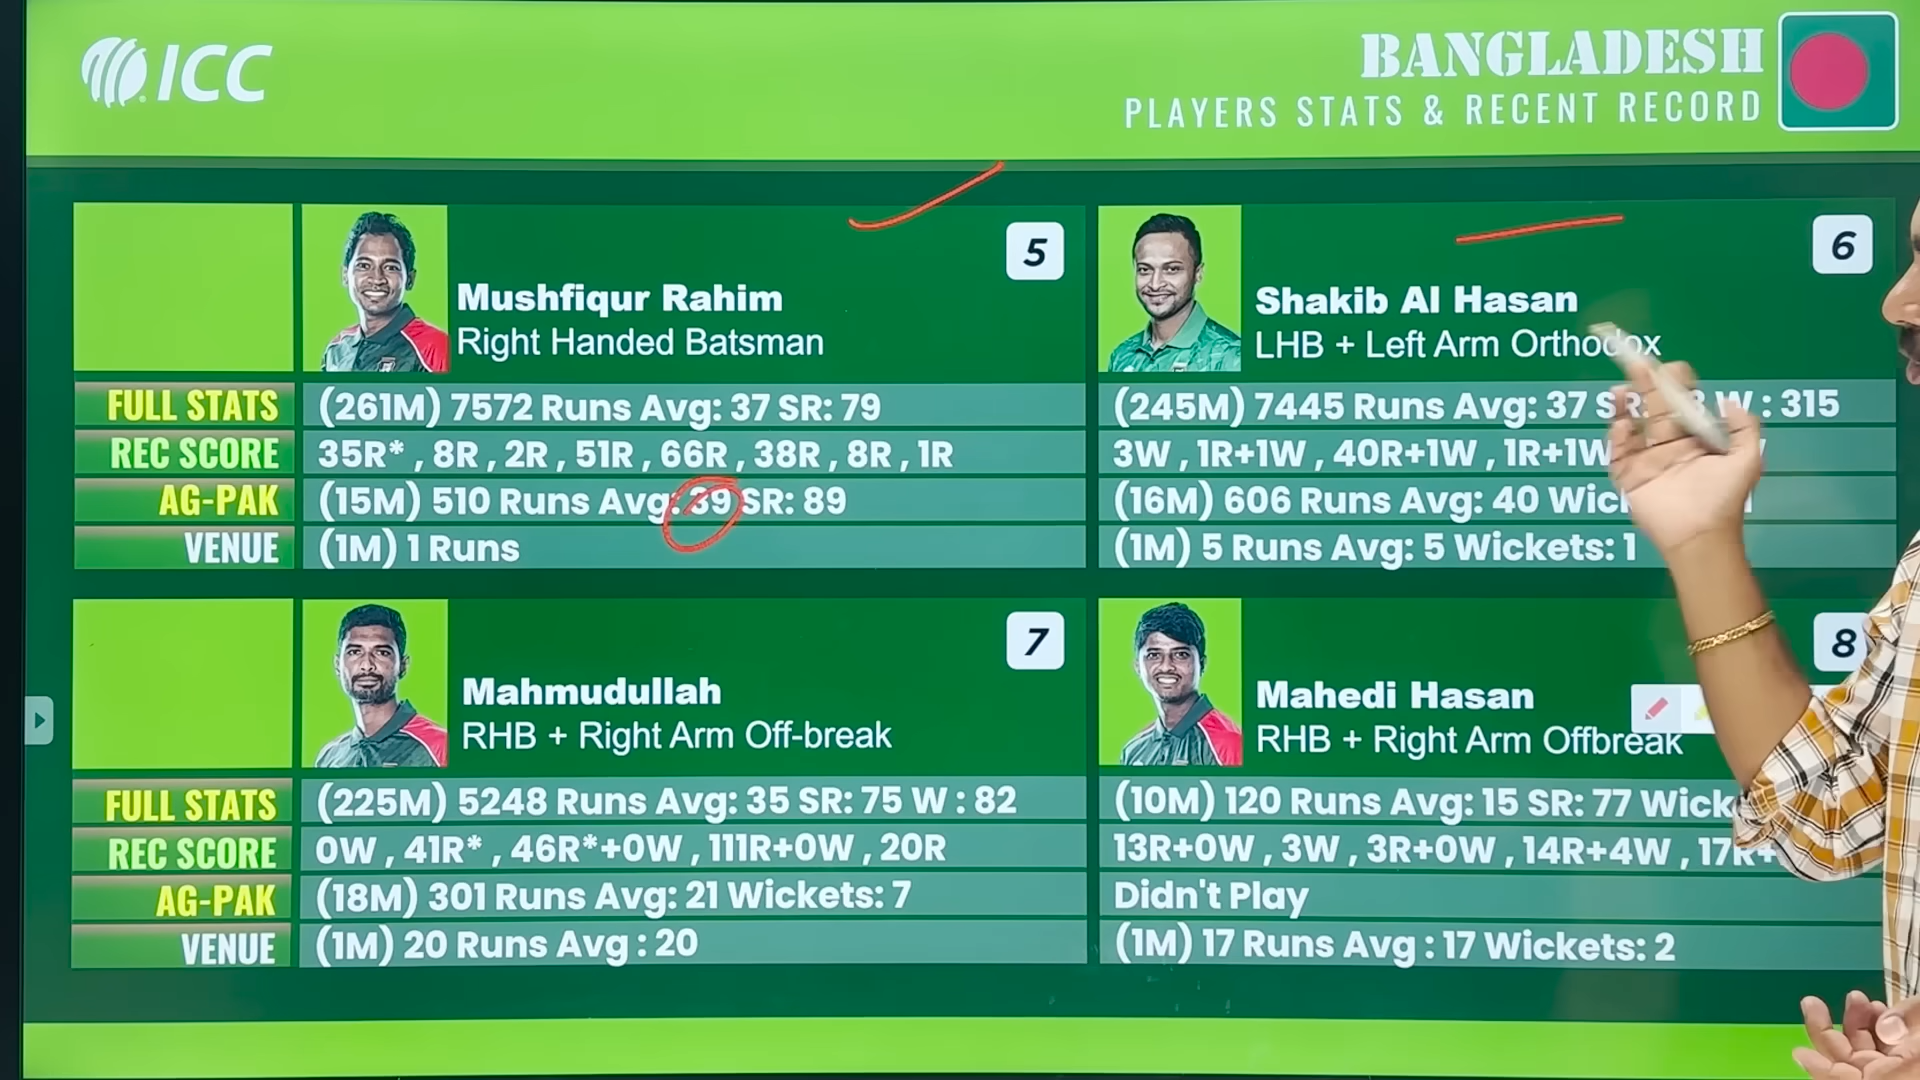 ICC
BANGLADESH
PLAYERS STATS & RECENT RECORD
5
Mushfiqur Rahim
Right Handed Batsman
FULL STATS (261M) 7572 Runs Avg: 37 SR: 79
REC SCORE 35R* , 8R , 2R , 51R , 66R , 38R , 8R , 1R
AG-PAK (15M) 510 Runs Avg: 39 SR: 89
VENUE (1M) 1 Runs
6
Shakib Al Hasan
LHB + Left Arm Orthodox
(245M) 7445 Runs Avg: 37 SR: W : 315
3W , 1R+1W , 40R+1W , 1R+1W
(16M) 606 Runs Avg: 40
(1M) 5 Runs Avg: 5 Wickets: 1
7
Mahmudullah
RHB + Right Arm Off-break
FULL STATS (225M) 5248 Runs Avg: 35 SR: 75 W : 82
REC SCORE 0W , 41R* , 46R*+0W , 111R+0W , 20R
AG-PAK (18M) 301 Runs Avg: 21 Wickets: 7
VENUE (1M) 20 Runs Avg : 20
8
Mahedi Hasan
RHB + Right Arm Offbreak
(10M) 120 Runs Avg: 15 SR: 77
13R+0W , 3W , 3R+0W , 14R+4W ,
Didn't Play
(1M) 17 Runs Avg : 17 Wickets: 2